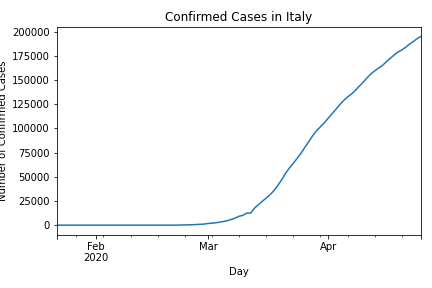 Confirmed Cases in Italy
200000
175000
150000
125000
100000
75000
50000
25000
0
Number of Confirmed Cases
Feb
2020
Mar
Apr
Day